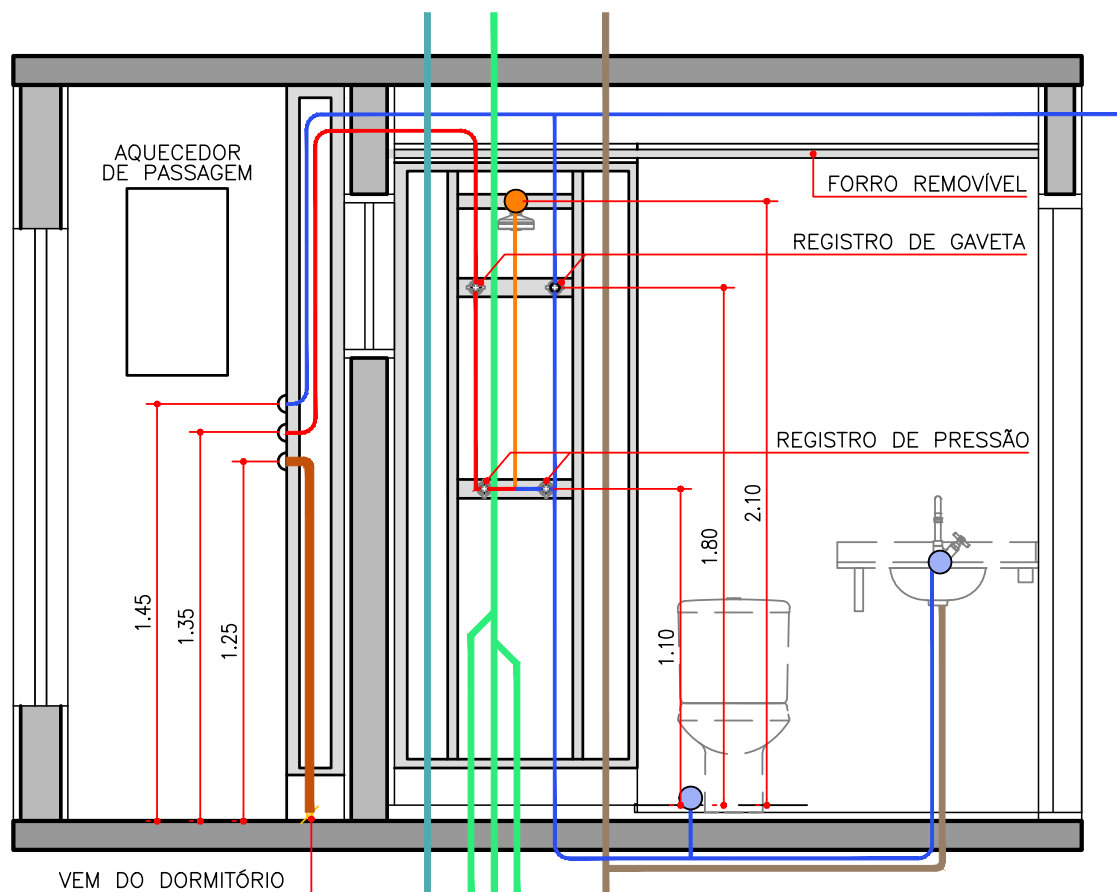 AQUECEDOR
DE PASSAGEM
FORRO REMOVÍVEL
REGISTRO DE GAVETA
REGISTRO DE PRESSÃO
2.10
1.80
1.10
1.45
1.35
1.25
VEM DO DORMITÓRIO